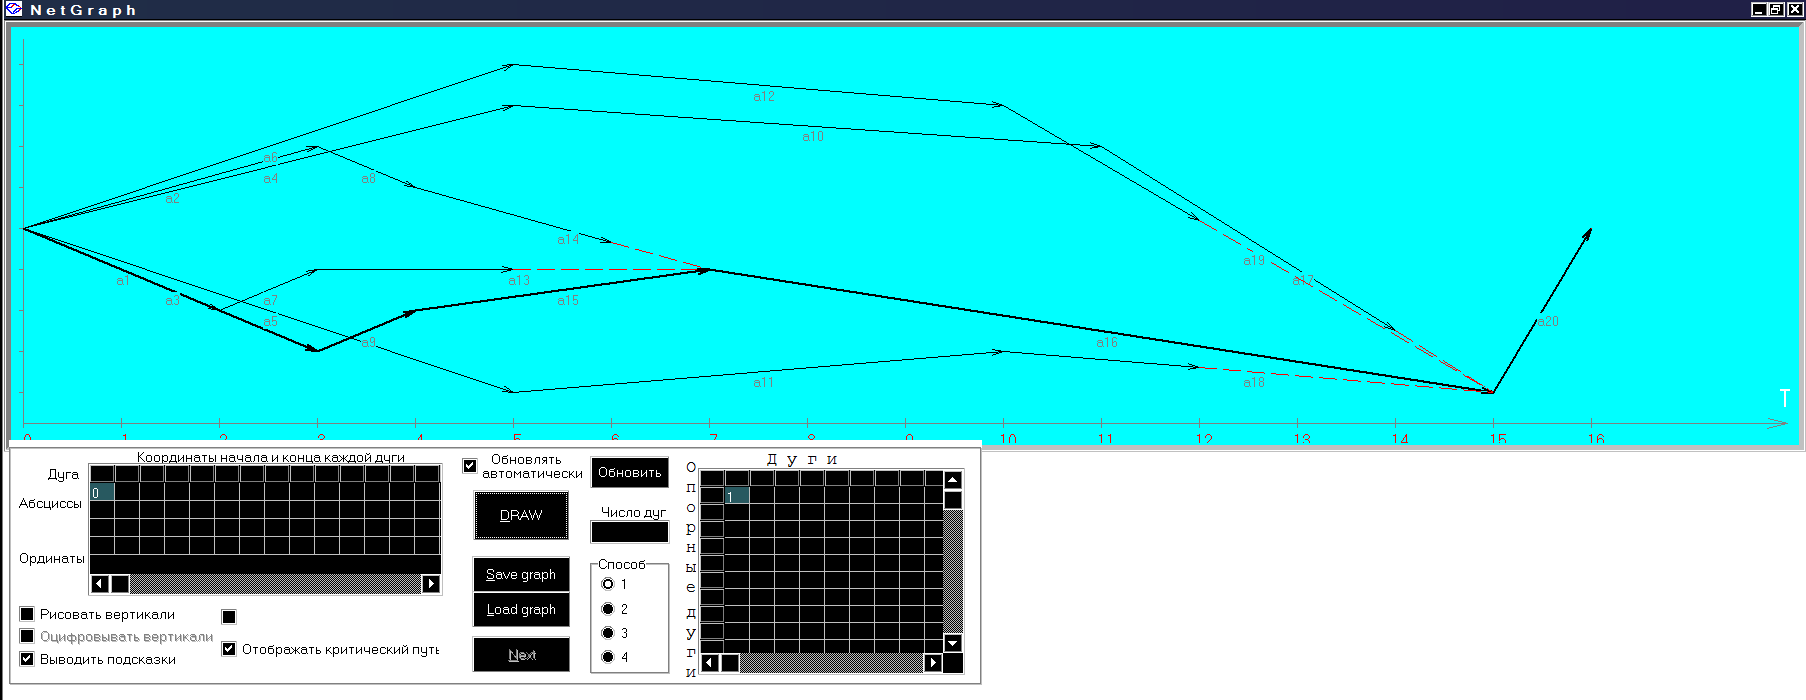 NetGraph
a12
a10
a6
a4
a8
a2
a14
a19
a17
a13
a1
a3
a7
a15
a5
a20
a9
a16
a11
a18
T
0 1 2 3 4 5 6 7 8 9 10 11 12 13 14 15 16
Координаты начала и конца каждой дуги
Дуга
Абсциссы
0
Ординаты
Рисовать вертикали
Оцифровывать вертикали
Выводить подсказки
Отображать критический путь
Обновлять
автоматически
DRAW
Save graph
Load graph
Next
Обновить
Число дуг
Способ
1
2
3
4
Дуги
Опорные дуги
1